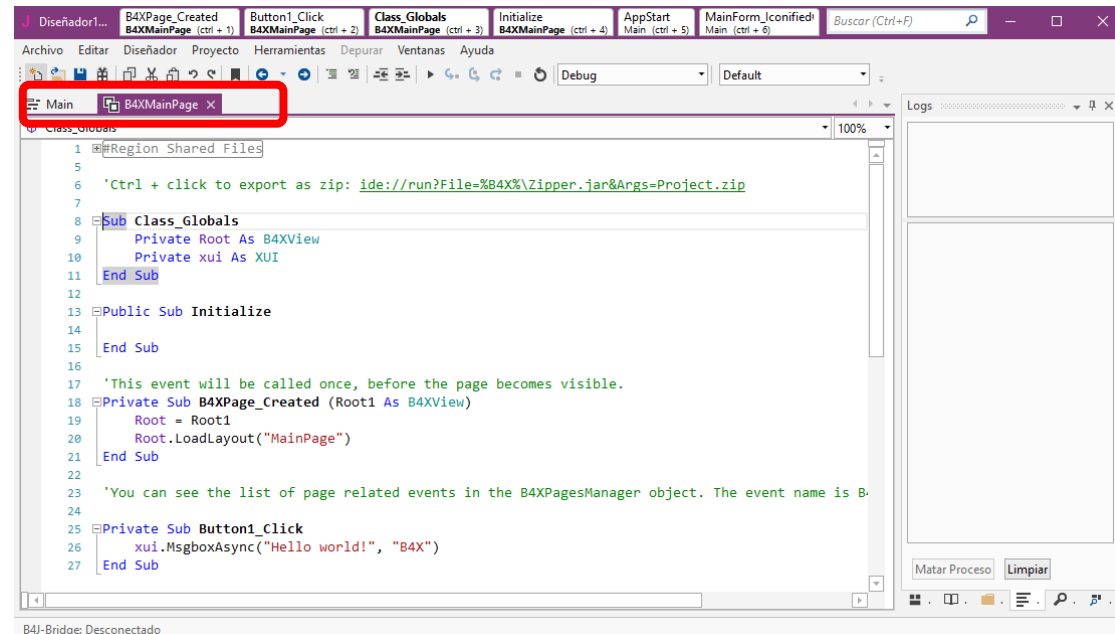 Diseñador1...
B4XPage_Created
B4XMainPage (ctrl + 1)
Button1_Click
B4XMainPage (ctrl + 2)
Class_Globals
B4XMainPage (ctrl + 3)
Initialize
B4XMainPage (ctrl + 4)
AppStart
Main (ctrl + 5)
MainForm_Iconified
Main (ctrl + 6)
Buscar (Ctrl+F)
Archivo Editar Diseñador Proyecto Herramientas Depurar Ventanas Ayuda
Debug Default
Main B4XMainPage
Logs
Class_Globals 100%
1 #Region Shared Files
5
6 'Ctrl + click to export as zip: ide://run?File=%B4X%\Zipper.jar&Args=Project.zip
7
8 Sub Class_Globals
9 Private Root As B4XView
10 Private xui As XUI
11 End Sub
12
13 Public Sub Initialize
14
15 End Sub
16
17 'This event will be called once, before the page becomes visible.
18 Private Sub B4XPage_Created (Root1 As B4XView)
19 Root = Root1
20 Root.LoadLayout("MainPage")
21 End Sub
22
23 'You can see the list of page related events in the B4XPagesManager object. The event name is B4
24
25 Private Sub Button1_Click
26 xui.MsgboxAsync("Hello world!", "B4X")
27 End Sub
Matar Proceso Limpiar
B4J-Bridge: Desconectado